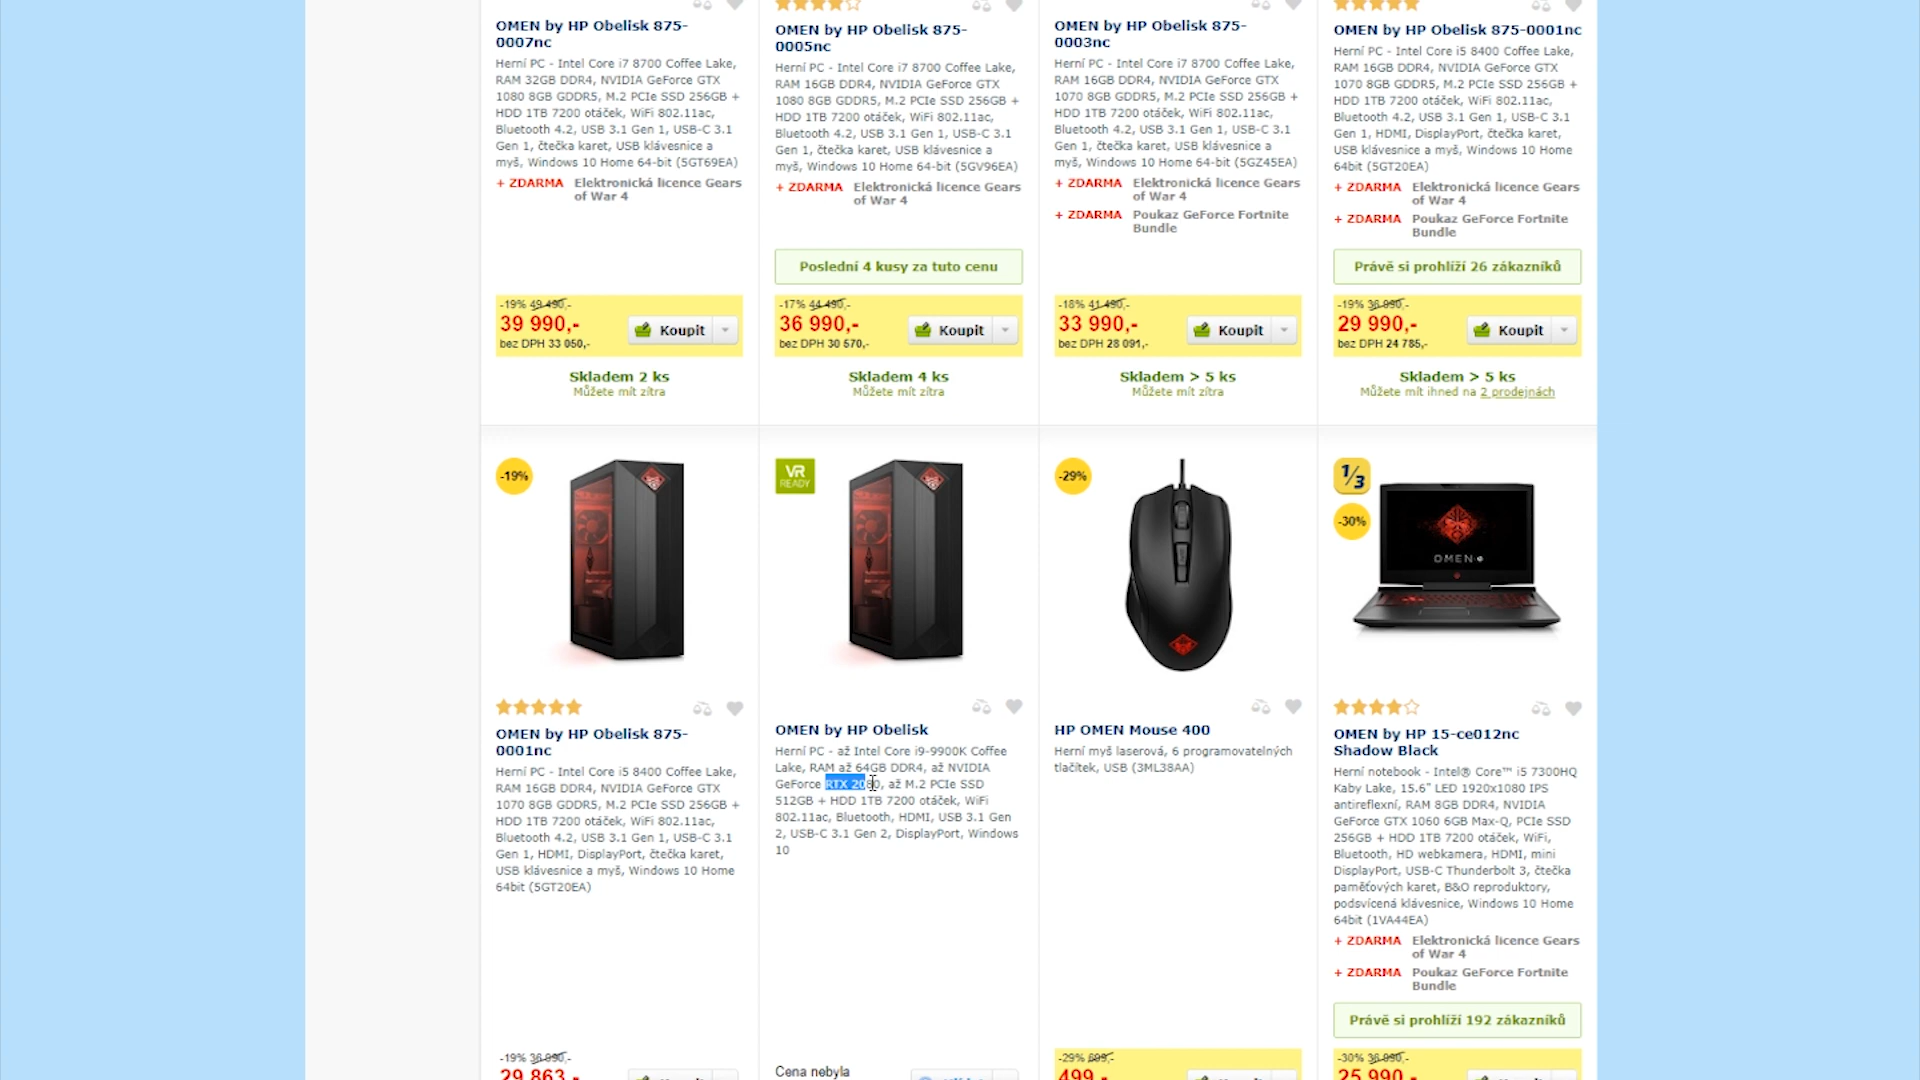 OMEN by HP Obelisk 875-
0007nc
Herní PC - Intel Core i7 8700 Coffee Lake,
RAM 32GB DDR4, NVIDIA GeForce GTX
1080 8GB GDDR5, M.2 PCIe SSD 256GB +
HDD 1TB 7200 otáček, WiFi 802.11ac,
Bluetooth 4.2, USB 3.1 Gen 1, USB-C 3.1
Gen 1, čtečka karet, USB klávesnice a
myš, Windows 10 Home 64-bit (5GT69EA)
+ ZDARMA Elektronická licence Gears
of War 4
-19% 49 490,-
39 990,-
bez DPH 33 050,-
Koupit
Skladem 2 ks
Můžete mít zítra
OMEN by HP Obelisk 875-
0005nc
Herní PC - Intel Core i7 8700 Coffee Lake,
RAM 16GB DDR4, NVIDIA GeForce GTX
1080 8GB GDDR5, M.2 PCIe SSD 256GB +
HDD 1TB 7200 otáček, WiFi 802.11ac,
Bluetooth 4.2, USB 3.1 Gen 1, USB-C 3.1
Gen 1, čtečka karet, USB klávesnice a
myš, Windows 10 Home 64-bit (5GV96EA)
+ ZDARMA Elektronická licence Gears
of War 4
Poslední 4 kusy za tuto cenu
-17% 44 490,-
36 990,-
bez DPH 30 570,-
Koupit
Skladem 4 ks
Můžete mít zítra
OMEN by HP Obelisk 875-
0003nc
Herní PC - Intel Core i7 8700 Coffee Lake,
RAM 16GB DDR4, NVIDIA GeForce GTX
1070 8GB GDDR5, M.2 PCIe SSD 256GB +
HDD 1TB 7200 otáček, WiFi 802.11ac,
Bluetooth 4.2, USB 3.1 Gen 1, USB-C 3.1
Gen 1, čtečka karet, USB klávesnice a
myš, Windows 10 Home 64-bit (5GZ45EA)
+ ZDARMA Elektronická licence Gears
of War 4
+ ZDARMA Poukaz GeForce Fortnite
Bundle
-18% 41 490,-
33 990,-
bez DPH 28 091,-
Koupit
Skladem > 5 ks
Můžete mít zítra
OMEN by HP Obelisk 875-0001nc
Herní PC - Intel Core i5 8400 Coffee Lake,
RAM 16GB DDR4, NVIDIA GeForce GTX
1070 8GB GDDR5, M.2 PCIe SSD 256GB +
HDD 1TB 7200 otáček, WiFi 802.11ac,
Bluetooth 4.2, USB 3.1 Gen 1, USB-C 3.1
Gen 1, HDMI, DisplayPort, čtečka karet,
USB klávesnice a myš, Windows 10 Home
64bit (5GT20EA)
+ ZDARMA Elektronická licence Gears
of War 4
+ ZDARMA Poukaz GeForce Fortnite
Bundle
Právě si prohlíží 26 zákazníků
-19% 36 890,-
29 990,-
bez DPH 24 785,-
Koupit
Skladem > 5 ks
Můžete mít ihned na 2 prodejnách
-19%
OMEN by HP Obelisk 875-
0001nc
Herní PC - Intel Core i5 8400 Coffee Lake,
RAM 16GB DDR4, NVIDIA GeForce GTX
1070 8GB GDDR5, M.2 PCIe SSD 256GB +
HDD 1TB 7200 otáček, WiFi 802.11ac,
Bluetooth 4.2, USB 3.1 Gen 1, USB-C 3.1
Gen 1, HDMI, DisplayPort, čtečka karet,
USB klávesnice a myš, Windows 10 Home
64bit (5GT20EA)
-19% 36 890,-
29 863,-
VR
READY
OMEN by HP Obelisk
Herní PC - až Intel Core i9-9900K Coffee
Lake, RAM až 64GB DDR4, až NVIDIA
GeForce RTX 2080, až M.2 PCIe SSD
512GB + HDD 1TB 7200 otáček, WiFi
802.11ac, Bluetooth, HDMI, USB 3.1 Gen
2, USB-C 3.1 Gen 2, DisplayPort, Windows
10
Cena nebyla
-29%
HP OMEN Mouse 400
Herní myš laserová, 6 programovatelných
tlačítek, USB (3ML38AA)
-29% 699,-
499,-
1/3
-30%
OMEN
OMEN by HP 15-ce012nc
Shadow Black
Herní notebook - Intel® Core™ i5 7300HQ
Kaby Lake, 15.6" LED 1920x1080 IPS
antireflexní, RAM 8GB DDR4, NVIDIA
GeForce GTX 1060 6GB Max-Q, PCIe SSD
256GB + HDD 1TB 7200 otáček, WiFi,
Bluetooth, HD webkamera, HDMI, mini
DisplayPort, USB-C Thunderbolt 3, čtečka
paměťových karet, B&O reproduktory,
podsvícená klávesnice, Windows 10 Home
64bit (1VA44EA)
+ ZDARMA Elektronická licence Gears
of War 4
+ ZDARMA Poukaz GeForce Fortnite
Bundle
Právě si prohlíží 192 zákazníků
-30% 36 890,-
25 990,-